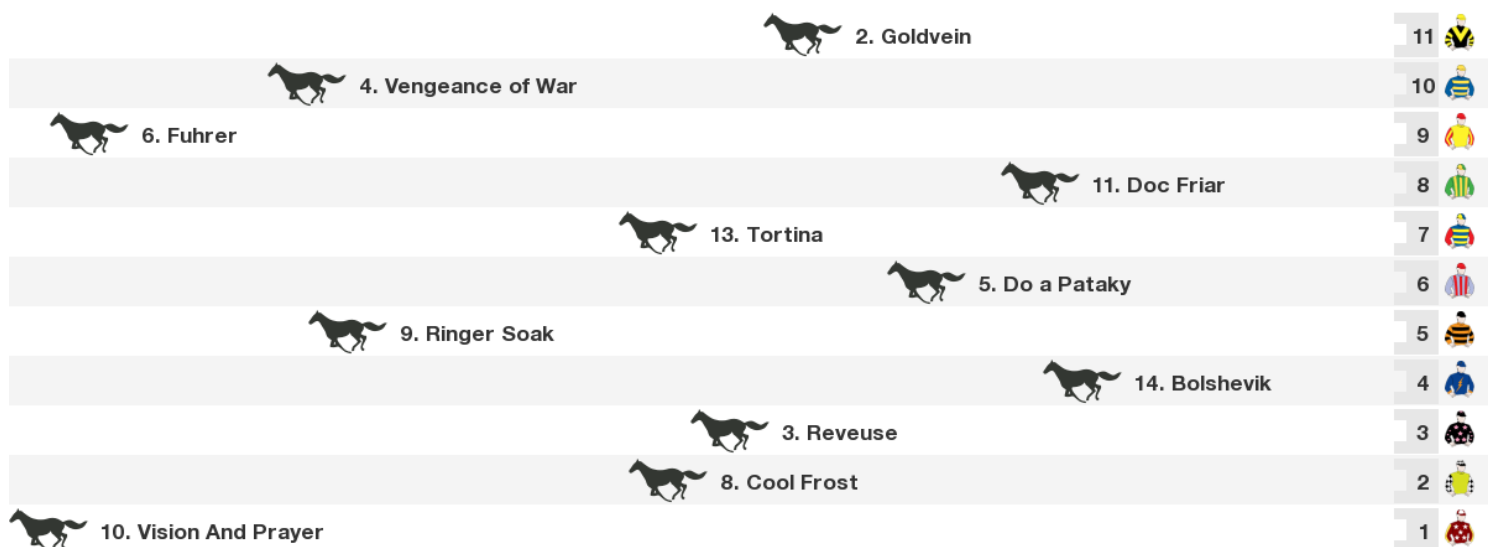 2. Goldvein 11
4. Vengeance of War 10
6. Fuhrer 9
11. Doc Friar 8
13. Tortina 7
5. Do a Pataky 6
9. Ringer Soak 5
14. Bolshevik 4
3. Reveuse 3
8. Cool Frost 2
10. Vision And Prayer 1